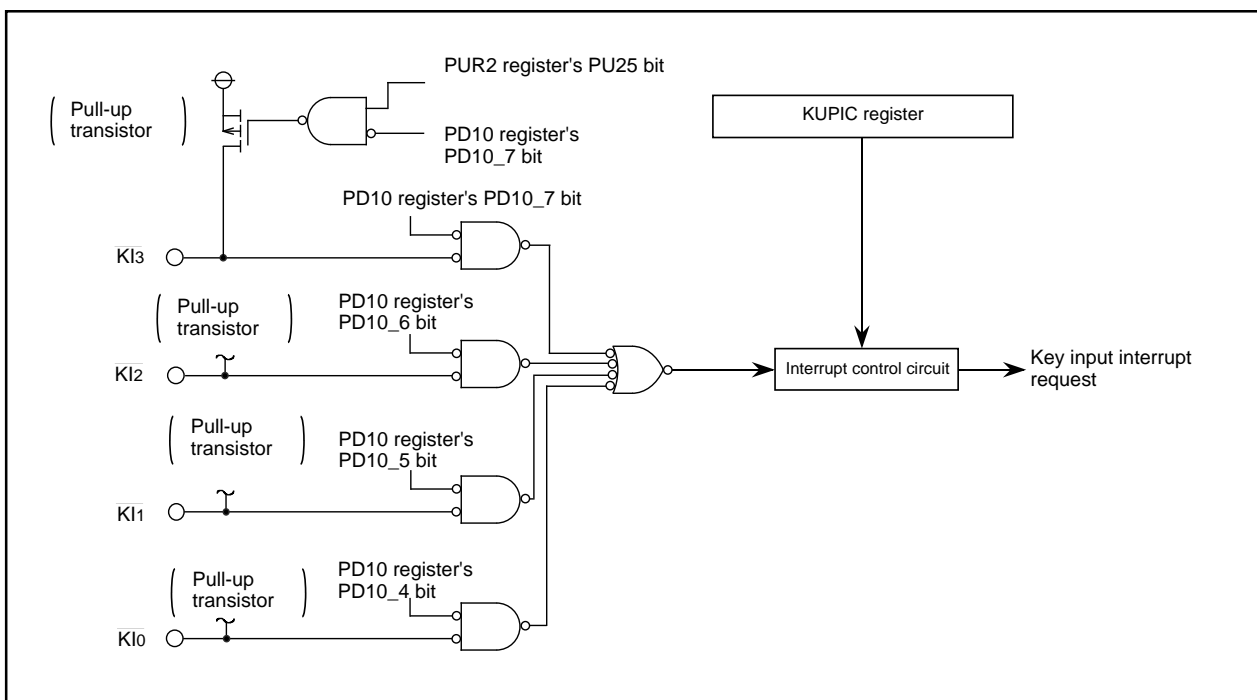 PUR2 register's PU25 bit
Pull-up
transistor
KUPIC register
PD10 register's
PD10_7 bit
PD10 register's PD10_7 bit
KI3
Pull-up
transistor
PD10 register's
PD10_6 bit
KI2
Interrupt control circuit
Key input interrupt
request
Pull-up
transistor
PD10 register's
PD10_5 bit
KI1
Pull-up
transistor
PD10 register's
PD10_4 bit
KI0